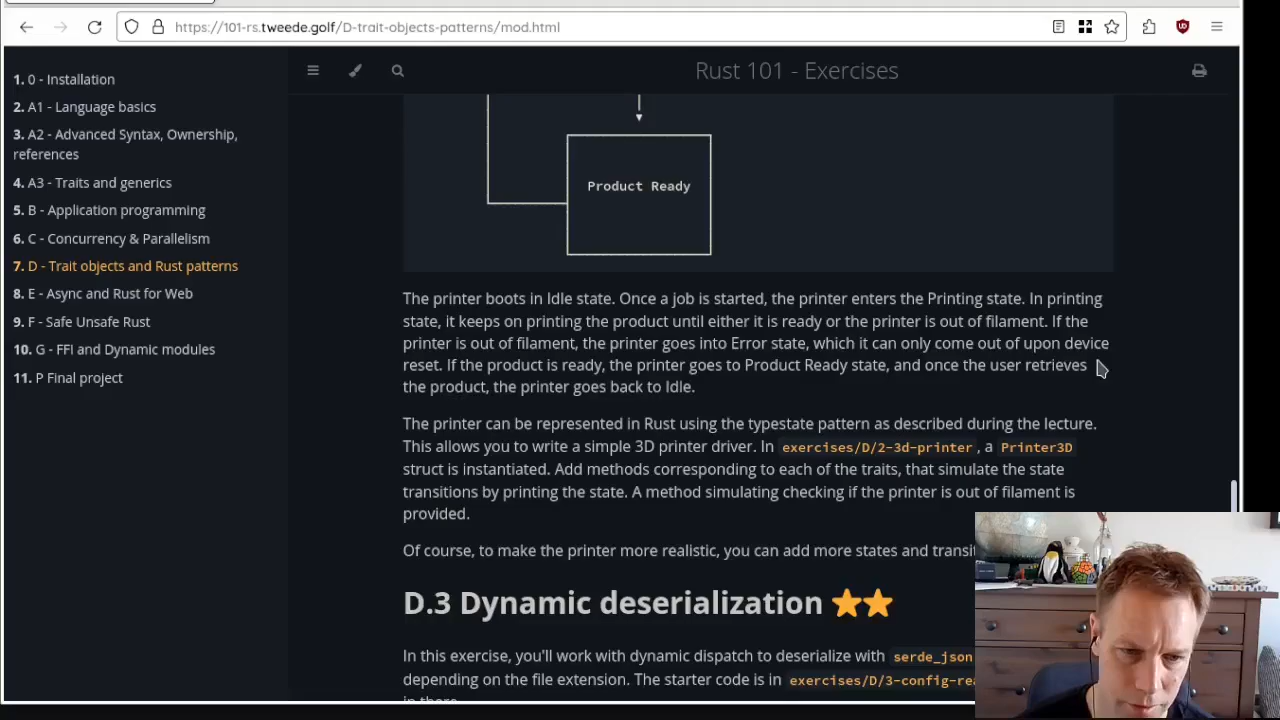 https://101-rs.tweede.golf/D-trait-objects-patterns/mod.html
1. 0 - Installation
2. A1 - Language basics
3. A2 - Advanced Syntax, Ownership,
references
4. A3 - Traits and generics
5. B - Application programming
6. C - Concurrency & Parallelism
7. D - Trait objects and Rust patterns
8. E - Async and Rust for Web
9. F - Safe Unsafe Rust
10. G - FFI and Dynamic modules
11. P Final project
Rust 101 - Exercises
Product Ready
The printer boots in Idle state. Once a job is started, the printer enters the Printing state. In printing
state, it keeps on printing the product until either it is ready or the printer is out of filament. If the
printer is out of filament, the printer goes into Error state, which it can only come out of upon device
reset. If the product is ready, the printer goes to Product Ready state, and once the user retrieves
the product, the printer goes back to Idle.
The printer can be represented in Rust using the typestate pattern as described during the lecture.
This allows you to write a simple 3D printer driver. In exercises/D/2-3d-printer, a Printer3D
struct is instantiated. Add methods corresponding to each of the traits, that simulate the state
transitions by printing the state. A method simulating checking if the printer is out of filament is
provided.
Of course, to make the printer more realistic, you can add more states and transit
D.3 Dynamic deserialization ⭐⭐
In this exercise, you'll work with dynamic dispatch to deserialize with serde_json
depending on the file extension. The starter code is in exercises/D/3-config-rea
in there